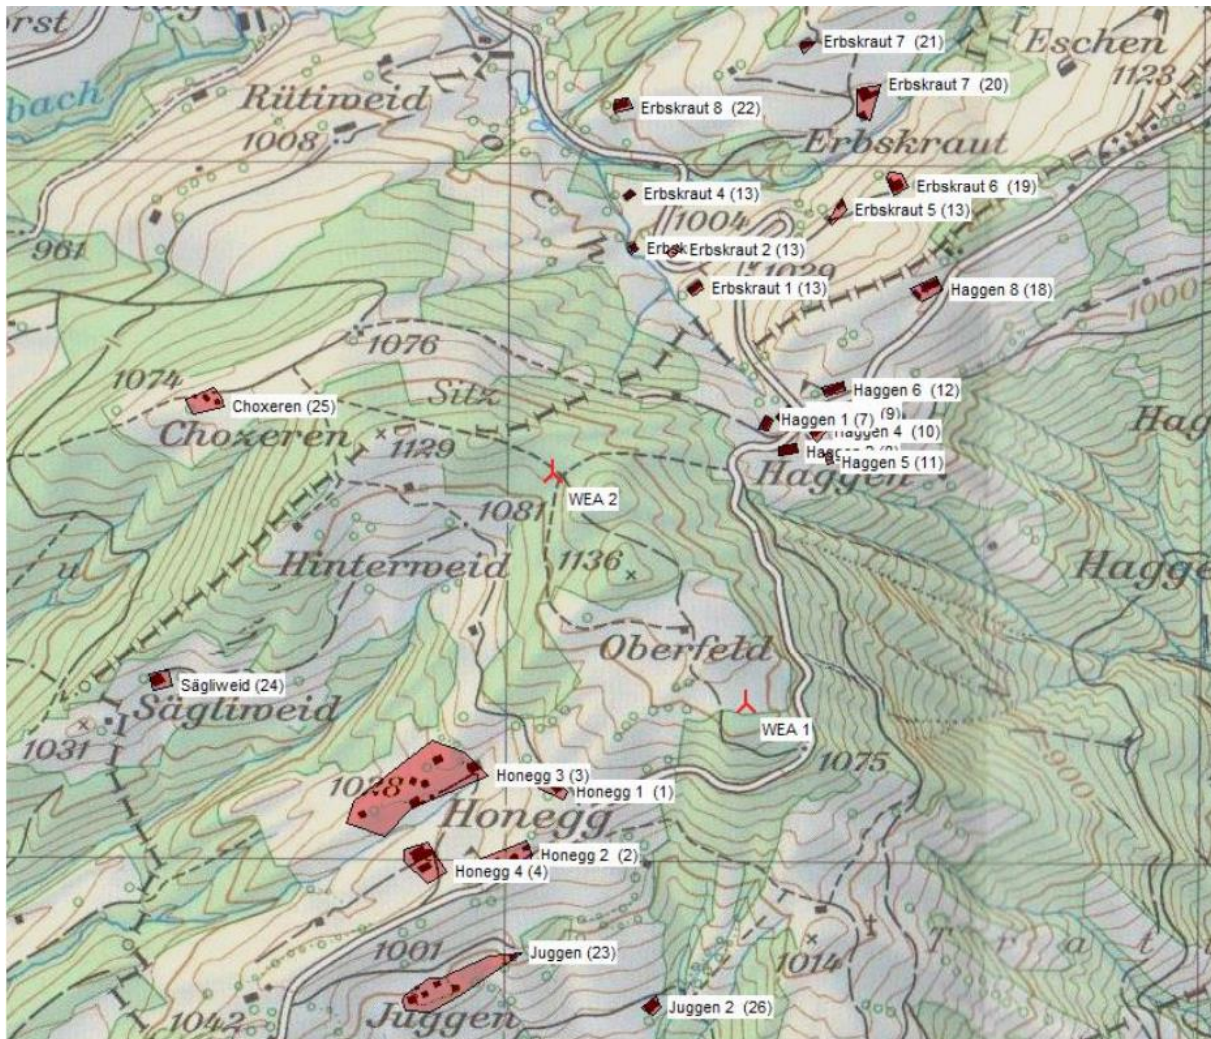 Eschen
1123
Erbskraut 7 (21)
Erbskraut 7 (20)
bach
Rütiweid
1008
Erbskraut 8 (22)
Erbskraut
Erbskraut 6 (19)
Erbskraut 4 (13)
Erbskraut 5 (13)
1004
961
Erbskraut 2 (13)
1029
Erbskraut 1 (13)
Haggen 8 (18)
1000
1076
1074
Sitz
Haggen 6 (12)
Choxeren (25)
Choxeren
1129
Haggen 1 (7)
(9)
Haggen 4 (10)
Haggen 5 (11)
Haggen
WEA 2
1081
Hinterweid
1136
Oberfeld
Sägliweid (24)
Sägliweid
WEA 1
1031
1075
900
1028
Honegg 3 (3)
Honegg 1 (1)
Honegg
Honegg 2 (2)
Honegg 4 (4)
1001
Juggen (23)
1014
T a t
Juggen
Juggen 2 (26)
1042